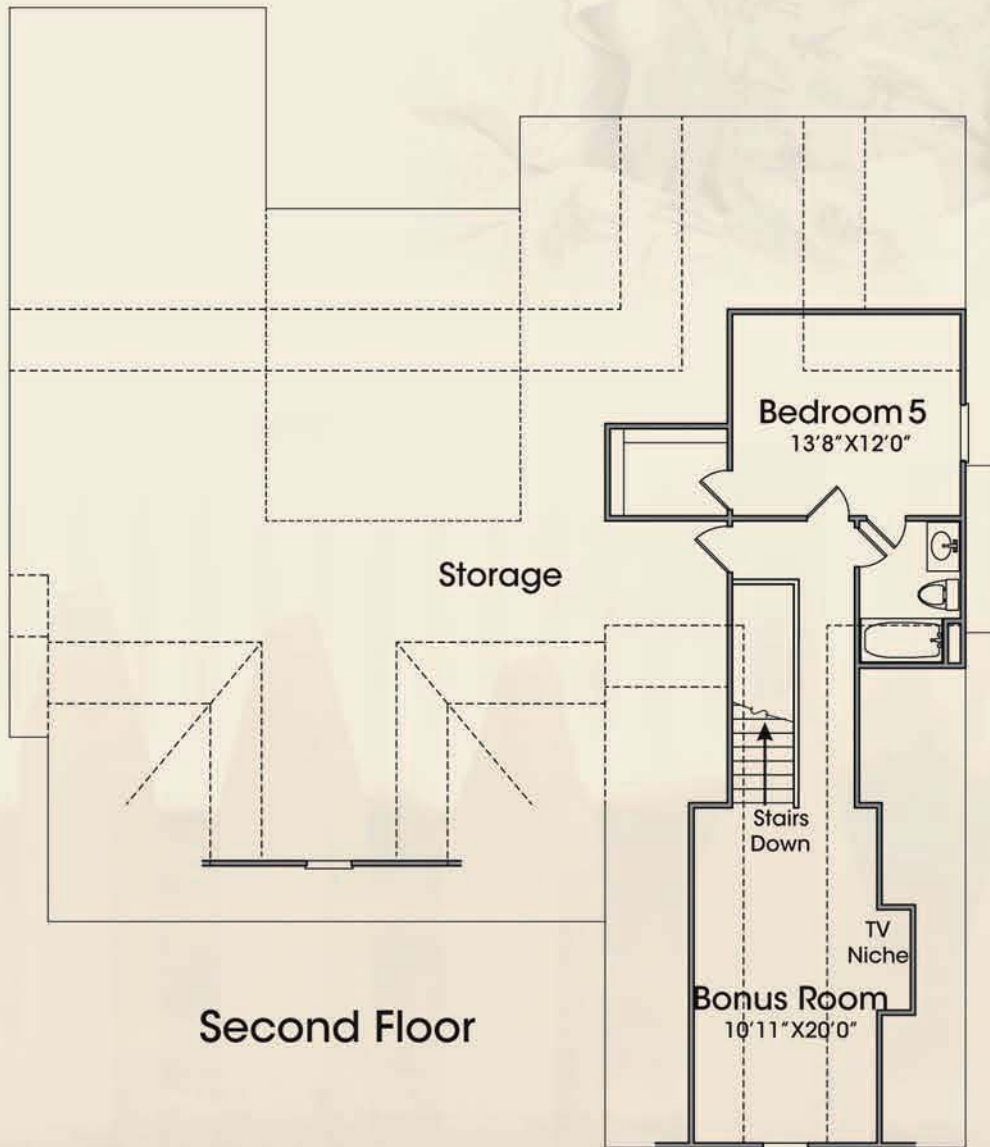 Bedroom 5
13'8"X12'0"
Storage
Stairs
Down
TV
Niche
Bonus Room
10'11"X20'0"
Second Floor